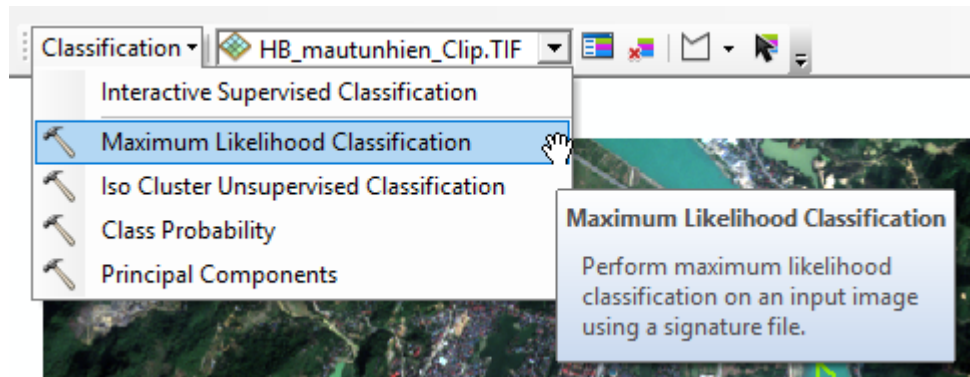 Classification HB_mautunhien_Clip.TIF
Interactive Supervised Classification
Maximum Likelihood Classification
Iso Cluster Unsupervised Classification
Class Probability
Principal Components
Maximum Likelihood Classification
Perform maximum likelihood
classification on an input image
using a signature file.